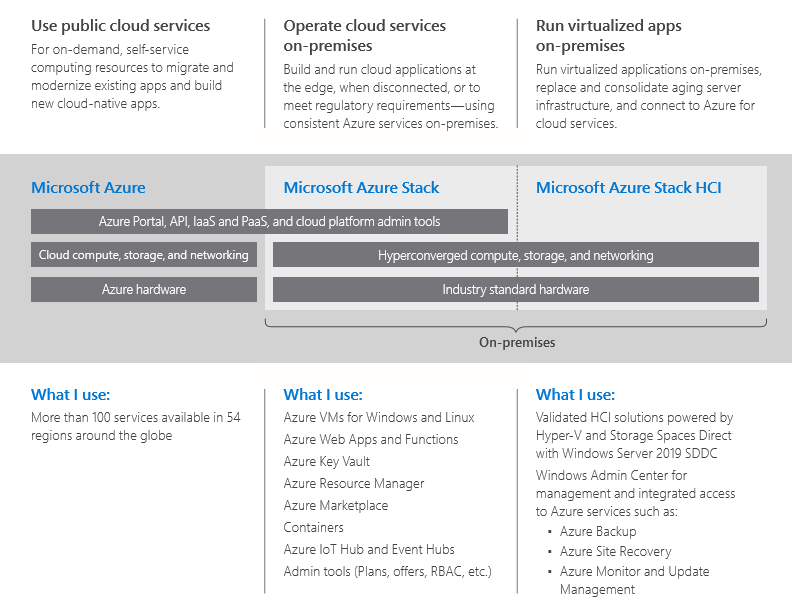 Use public cloud services
For on-demand, self-service
computing resources to migrate and
modernize existing apps and build
new cloud-native apps.
Operate cloud services
on-premises
Build and run cloud applications at
the edge, when disconnected, or to
meet regulatory requirements—using
consistent Azure services on-premises.
Run virtualized apps
on-premises
Run virtualized applications on-premises,
replace and consolidate aging server
infrastructure, and connect to Azure for
cloud services.
Microsoft Azure
Microsoft Azure Stack
Microsoft Azure Stack HCI
Azure Portal, API, IaaS and PaaS, and cloud platform admin tools
Cloud compute, storage, and networking
Hyperconverged compute, storage, and networking
Azure hardware
Industry standard hardware
On-premises
What I use:
More than 100 services available in 54
regions around the globe
What I use:
Azure VMs for Windows and Linux
Azure Web Apps and Functions
Azure Key Vault
Azure Resource Manager
Azure Marketplace
Containers
Azure IoT Hub and Event Hubs
Admin tools (Plans, offers, RBAC, etc.)
What I use:
Validated HCI solutions powered by
Hyper-V and Storage Spaces Direct
with Windows Server 2019 SDDC
Windows Admin Center for
management and integrated access
to Azure services such as:
• Azure Backup
• Azure Site Recovery
• Azure Monitor and Update
Management